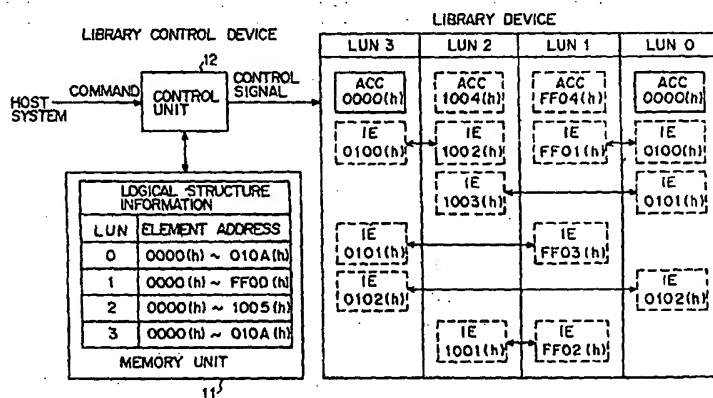 LIBRARY CONTROL DEVICE
12
COMMAND
HOST SYSTEM
CONTROL UNIT
CONTROL SIGNAL
LOGICAL STRUCTURE INFORMATION
LUN ELEMENT ADDRESS
0 0000(h) ~ 010A(h)
1 0000(h) ~ FF00(h)
2 0000(h) ~ 1005(h)
3 0000(h) ~ 010A(h)
MEMORY UNIT
11
LIBRARY DEVICE
LUN 3 LUN 2 LUN 1 LUN 0
ACC 0000(h) ACC 1004(h) ACC FF04(h) ACC 0000(h)
IE 0100(h) IE 1002(h) IE FF01(h) IE 0100(h)
IE 1003(h) IE 0101(h)
IE 0101(h) IE FF03(h)
IE 0102(h) IE 0102(h)
IE 1001(h) IE FF02(h)